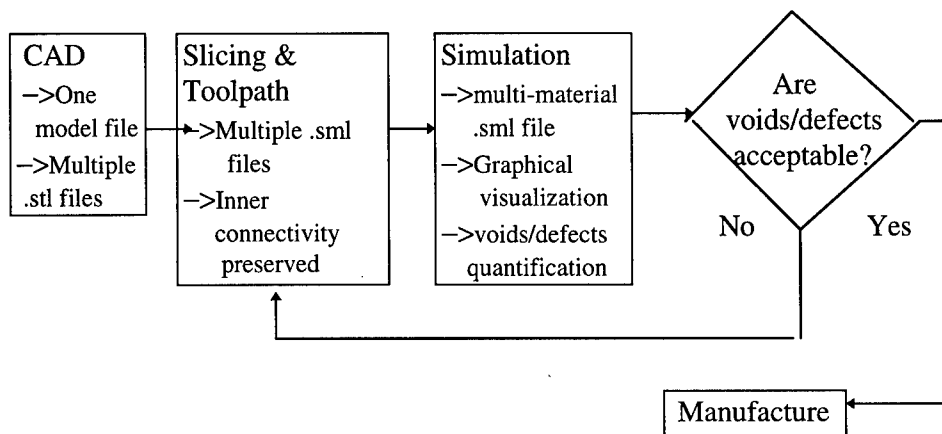 CAD
->One
model file
->Multiple
.stl files
Slicing &
Toolpath
->Multiple .sml
files
->Inner
connectivity
preserved
Simulation
->multi-material
.sml file
->Graphical
visualization
->voids/defects
quantification
Are
voids/defects
acceptable?
No
Yes
Manufacture